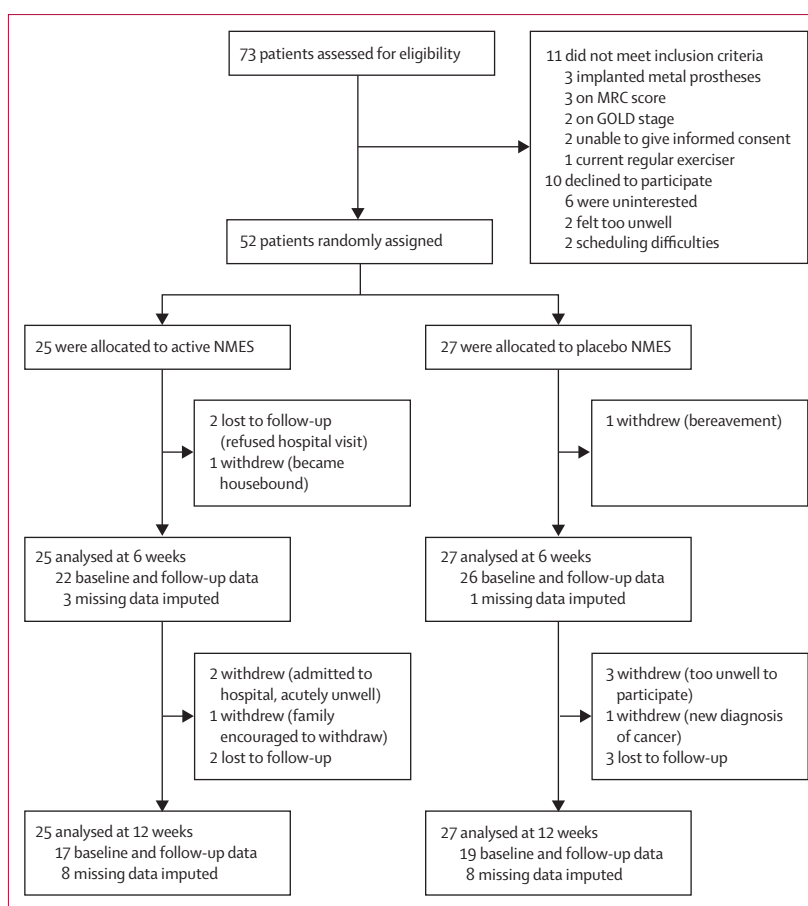 73 patients assessed for eligibility
11 did not meet inclusion criteria
3 implanted metal prostheses
3 on MRC score
2 on GOLD stage
2 unable to give informed consent
1 current regular exerciser
10 declined to participate
6 were uninterested
2 felt too unwell
2 scheduling difficulties
52 patients randomly assigned
25 were allocated to active NMES
27 were allocated to placebo NMES
2 lost to follow-up
(refused hospital visit)
1 withdrew (became
housebound)
1 withdrew (bereavement)
25 analysed at 6 weeks
22 baseline and follow-up data
3 missing data imputed
27 analysed at 6 weeks
26 baseline and follow-up data
1 missing data imputed
2 withdrew (admitted to
hospital, acutely unwell)
1 withdrew (family
encouraged to withdraw)
2 lost to follow-up
3 withdrew (too unwell to
participate)
1 withdrew (new diagnosis
of cancer)
3 lost to follow-up
25 analysed at 12 weeks
17 baseline and follow-up data
8 missing data imputed
27 analysed at 12 weeks
19 baseline and follow-up data
8 missing data imputed